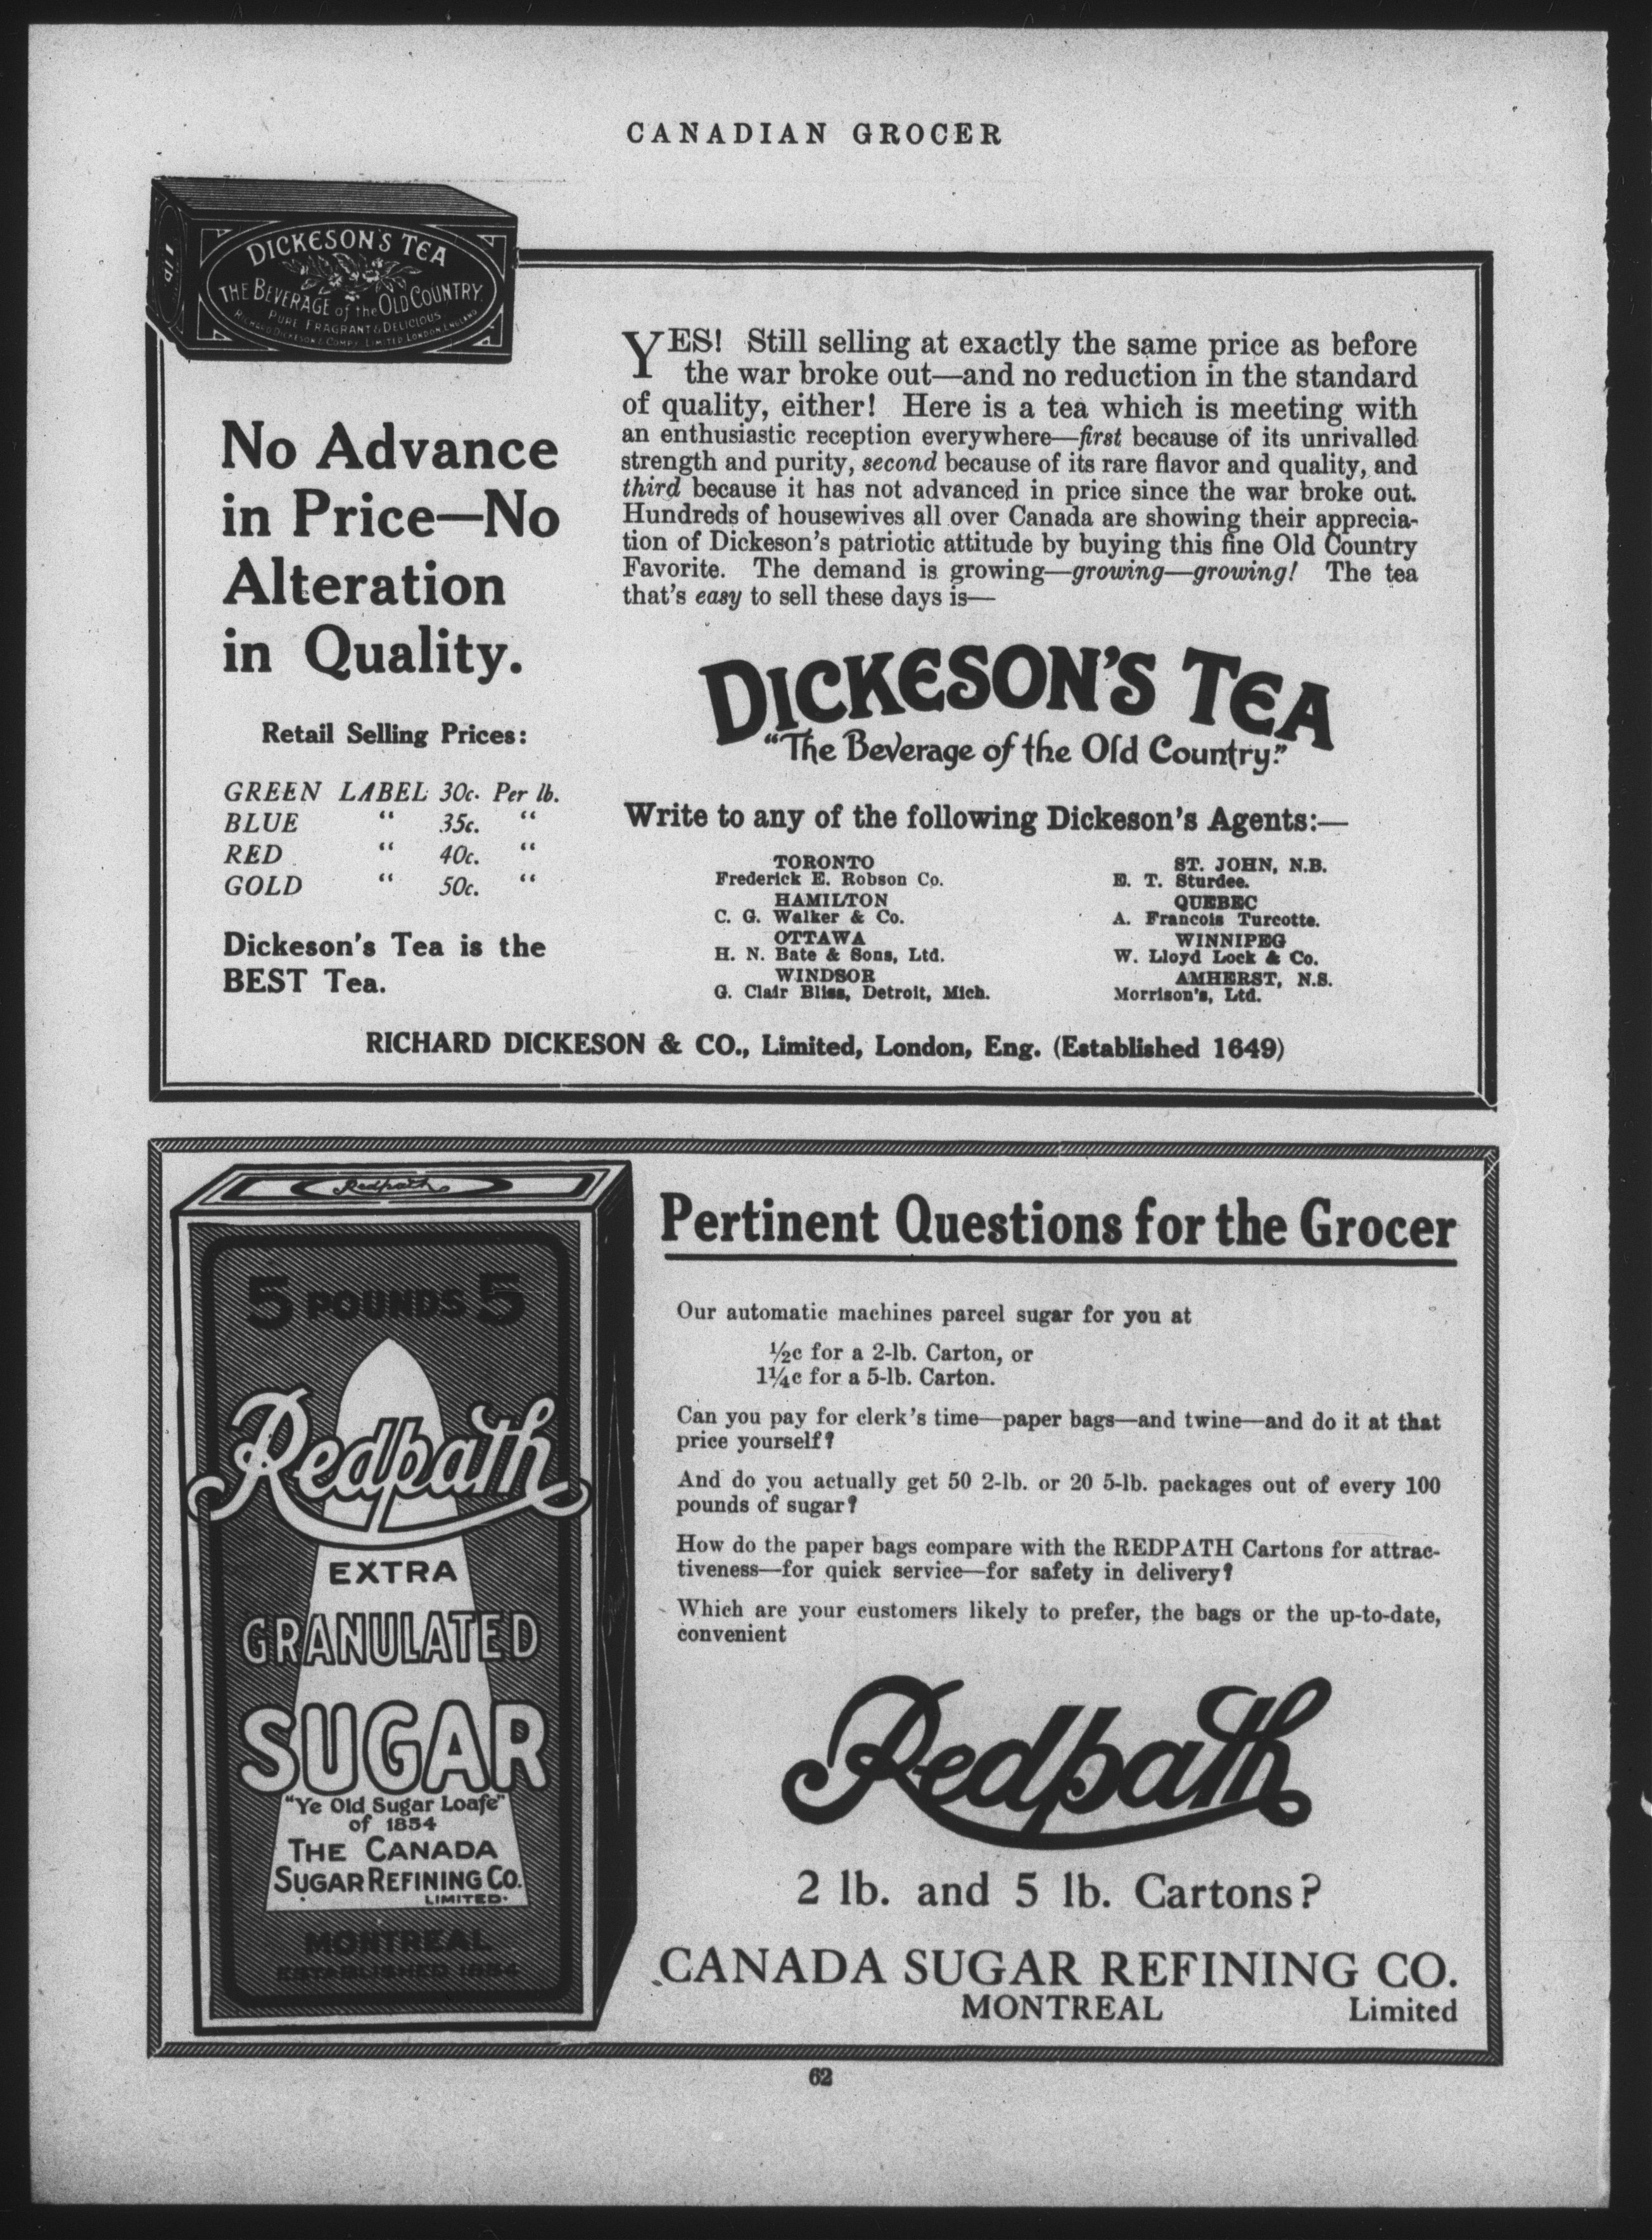 CANADIAN GROCER
1 LB
DICKESON'S TEA
THE BEVERAGE of the OLD COUNTRY.
PURE FRAGRANT & DELICIOUS
RICHARD DICKESON & COMPY. LIMITED LONDON, ENGLAND
No Advance
in Price—No
Alteration
in Quality.
Retail Selling Prices:
GREEN LABEL 30c. Per lb.
BLUE " 35c. "
RED " 40c. "
GOLD " 50c. "
Dickeson's Tea is the
BEST Tea.
YES! Still selling at exactly the same price as before
the war broke out—and no reduction in the standard
of quality, either! Here is a tea which is meeting with
an enthusiastic reception everywhere—first because of its unrivalled
strength and purity, second because of its rare flavor and quality, and
third because it has not advanced in price since the war broke out.
Hundreds of housewives all over Canada are showing their apprecia-
tion of Dickeson's patriotic attitude by buying this fine Old Country
Favorite. The demand is growing—growing—growing! The tea
that's easy to sell these days is—
DICKESON'S TEA
"The Beverage of the Old Country."
Write to any of the following Dickeson's Agents:—
TORONTO
Frederick E. Robson Co.
HAMILTON
C. G. Walker & Co.
OTTAWA
H. N. Bate & Sons, Ltd.
WINDSOR
G. Clair Bliss, Detroit, Mich.
ST. JOHN, N.B.
E. T. Sturdee.
QUEBEC
A. Francois Turcotte.
WINNIPEG
W. Lloyd Lock & Co.
AMHERST, N.S.
Morrison's, Ltd.
RICHARD DICKESON & CO., Limited, London, Eng. (Established 1649)
Redpath
5 POUNDS 5
Redpath
EXTRA
GRANULATED
SUGAR
"Ye Old Sugar Loafe"
of 1854
THE CANADA
SUGAR REFINING CO.
LIMITED.
MONTREAL
ESTABLISHED 1854
Pertinent Questions for the Grocer
Our automatic machines parcel sugar for you at
½c for a 2-lb. Carton, or
1¼c for a 5-lb. Carton.
Can you pay for clerk's time—paper bags—and twine—and do it at that
price yourself?
And do you actually get 50 2-lb. or 20 5-lb. packages out of every 100
pounds of sugar?
How do the paper bags compare with the REDPATH Cartons for attrac-
tiveness—for quick service—for safety in delivery?
Which are your customers likely to prefer, the bags or the up-to-date,
convenient
Redpath
2 lb. and 5 lb. Cartons?
CANADA SUGAR REFINING CO.
MONTREAL Limited
62